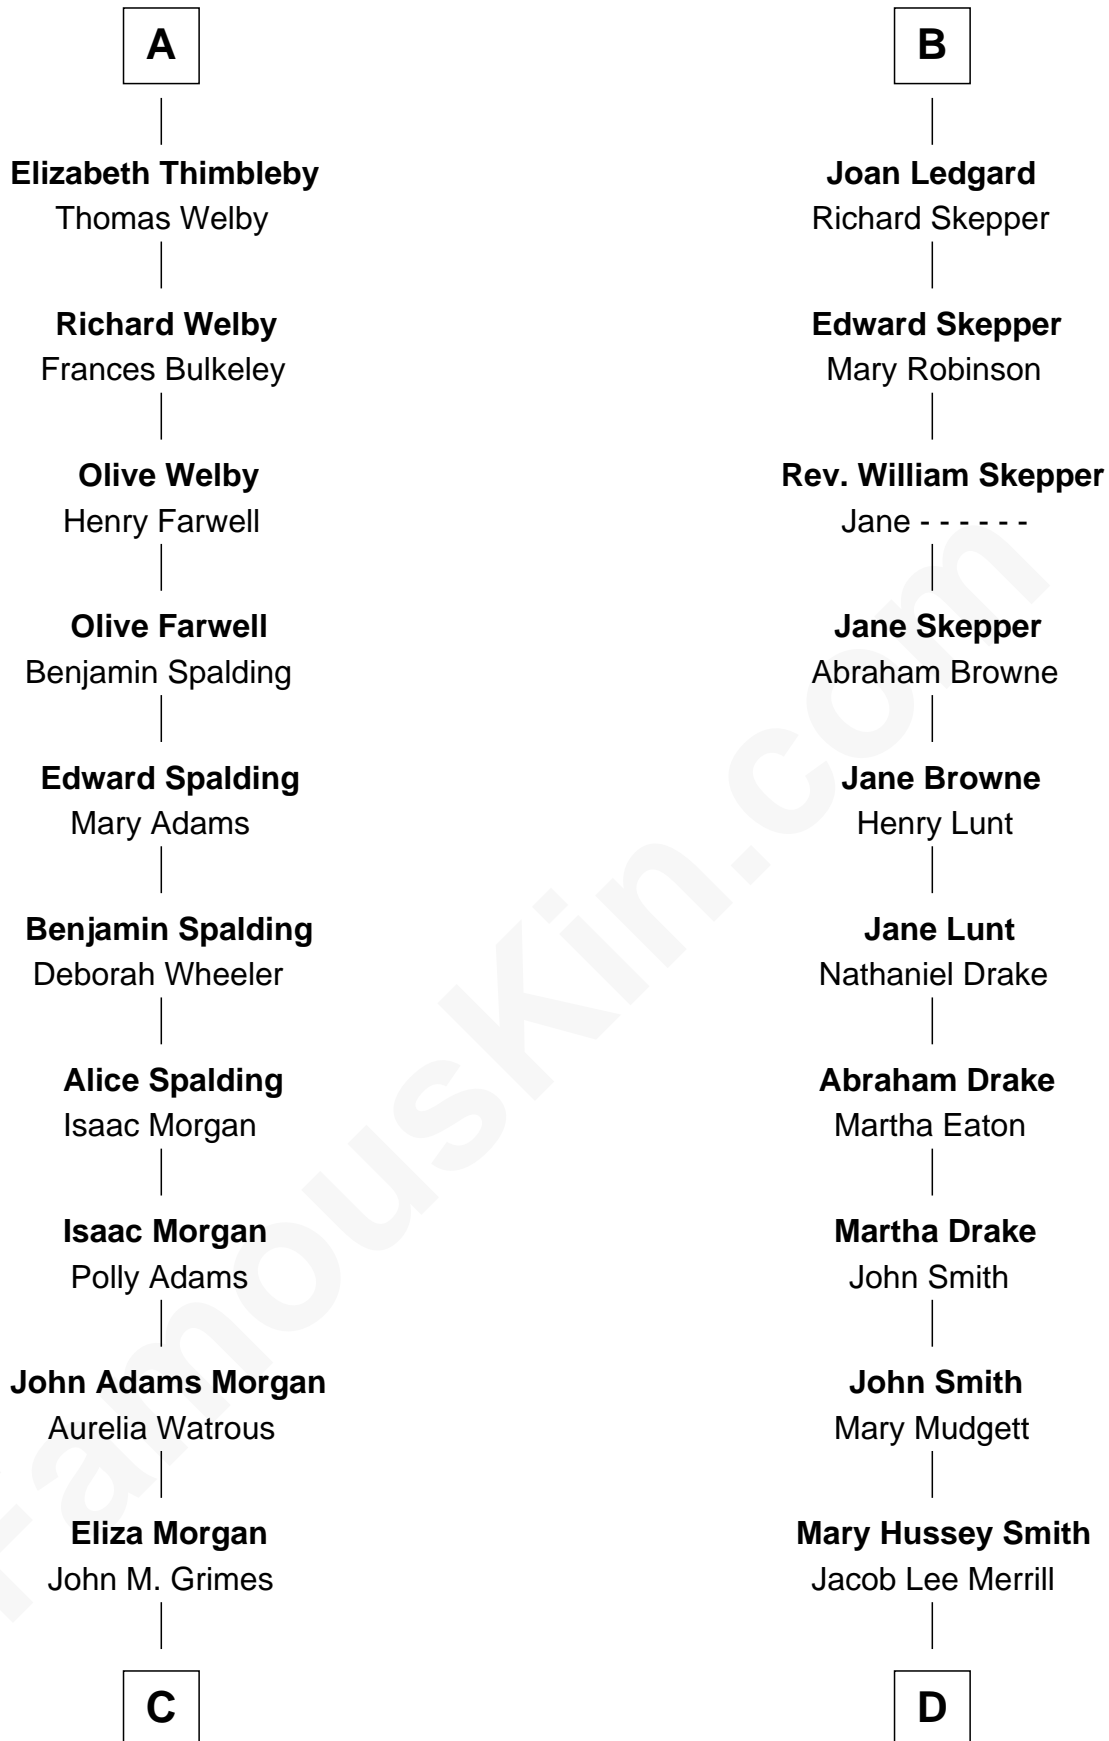 A
Elizabeth Thimbleby
Thomas Welby
Richard Welby
Frances Bulkeley
Olive Welby
Henry Farwell
Olive Farwell
Benjamin Spalding
Edward Spalding
Mary Adams
Benjamin Spalding
Deborah Wheeler
Alice Spalding
Isaac Morgan
Isaac Morgan
Polly Adams
John Adams Morgan
Aurelia Watrous
Eliza Morgan
John M. Grimes
C
B
Joan Ledgard
Richard Skepper
Edward Skepper
Mary Robinson
Rev. William Skepper
Jane - - - - - -
Jane Skepper
Abraham Browne
Jane Browne
Henry Lunt
Jane Lunt
Nathaniel Drake
Abraham Drake
Martha Eaton
Martha Drake
John Smith
John Smith
Mary Mudgett
Mary Hussey Smith
Jacob Lee Merrill
D
FamousKin.com